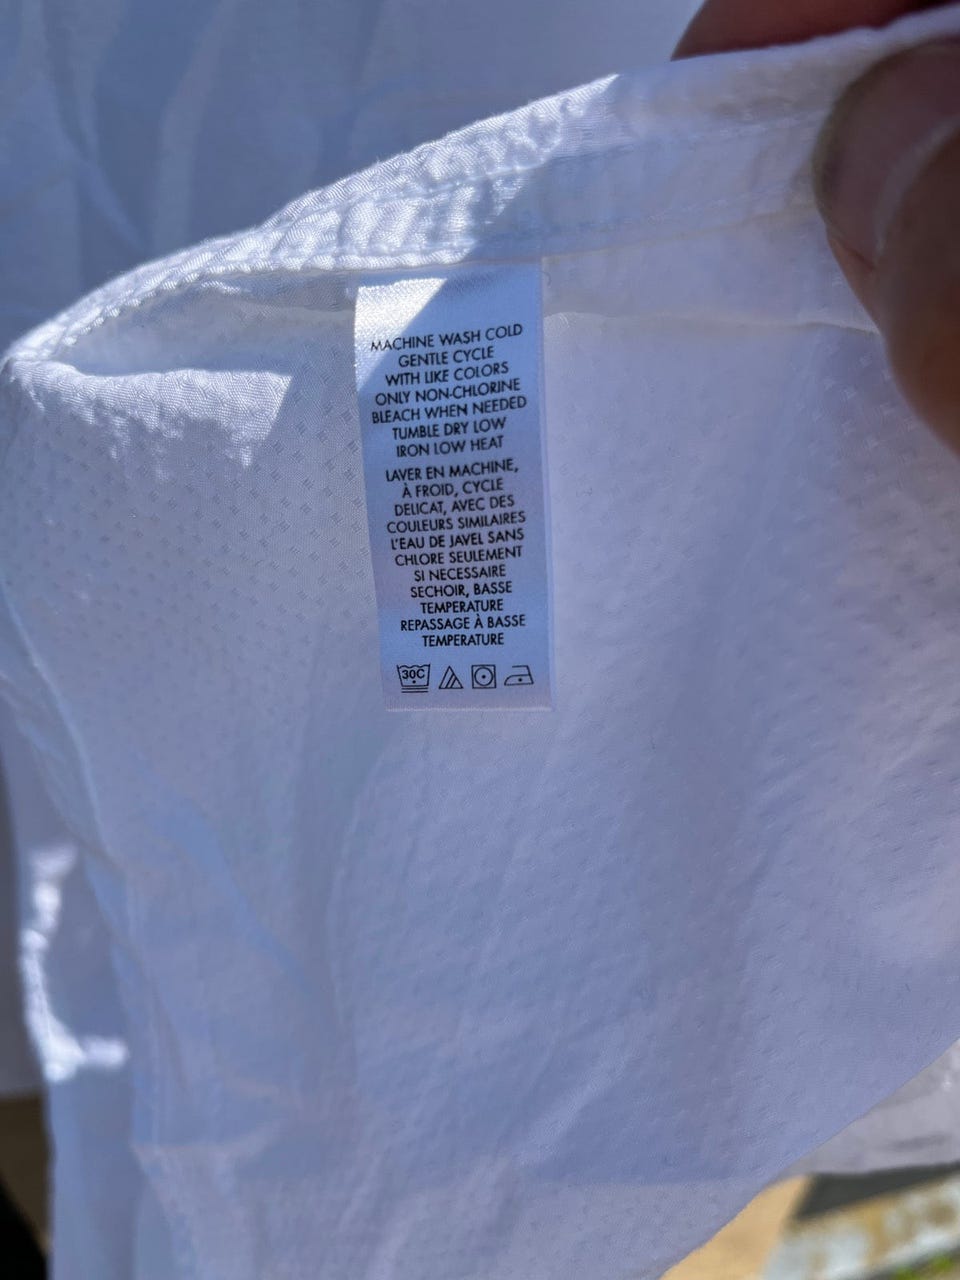 MACHINE WASH COLD
GENTLE CYCLE
WITH LIKE COLORS
ONLY NON-CHLORINE
BLEACH WHEN NEEDED
TUMBLE DRY LOW
IRON LOW HEAT
LAVER EN MACHINE,
À FROID, CYCLE
DELICAT, AVEC DES
COULEURS SIMILAIRES
L'EAU DE JAVEL SANS
CHLORE SEULEMENT
SI NECESSAIRE
SECHOIR, BASSE
TEMPERATURE
REPASSAGE À BASSE
TEMPERATURE
30C